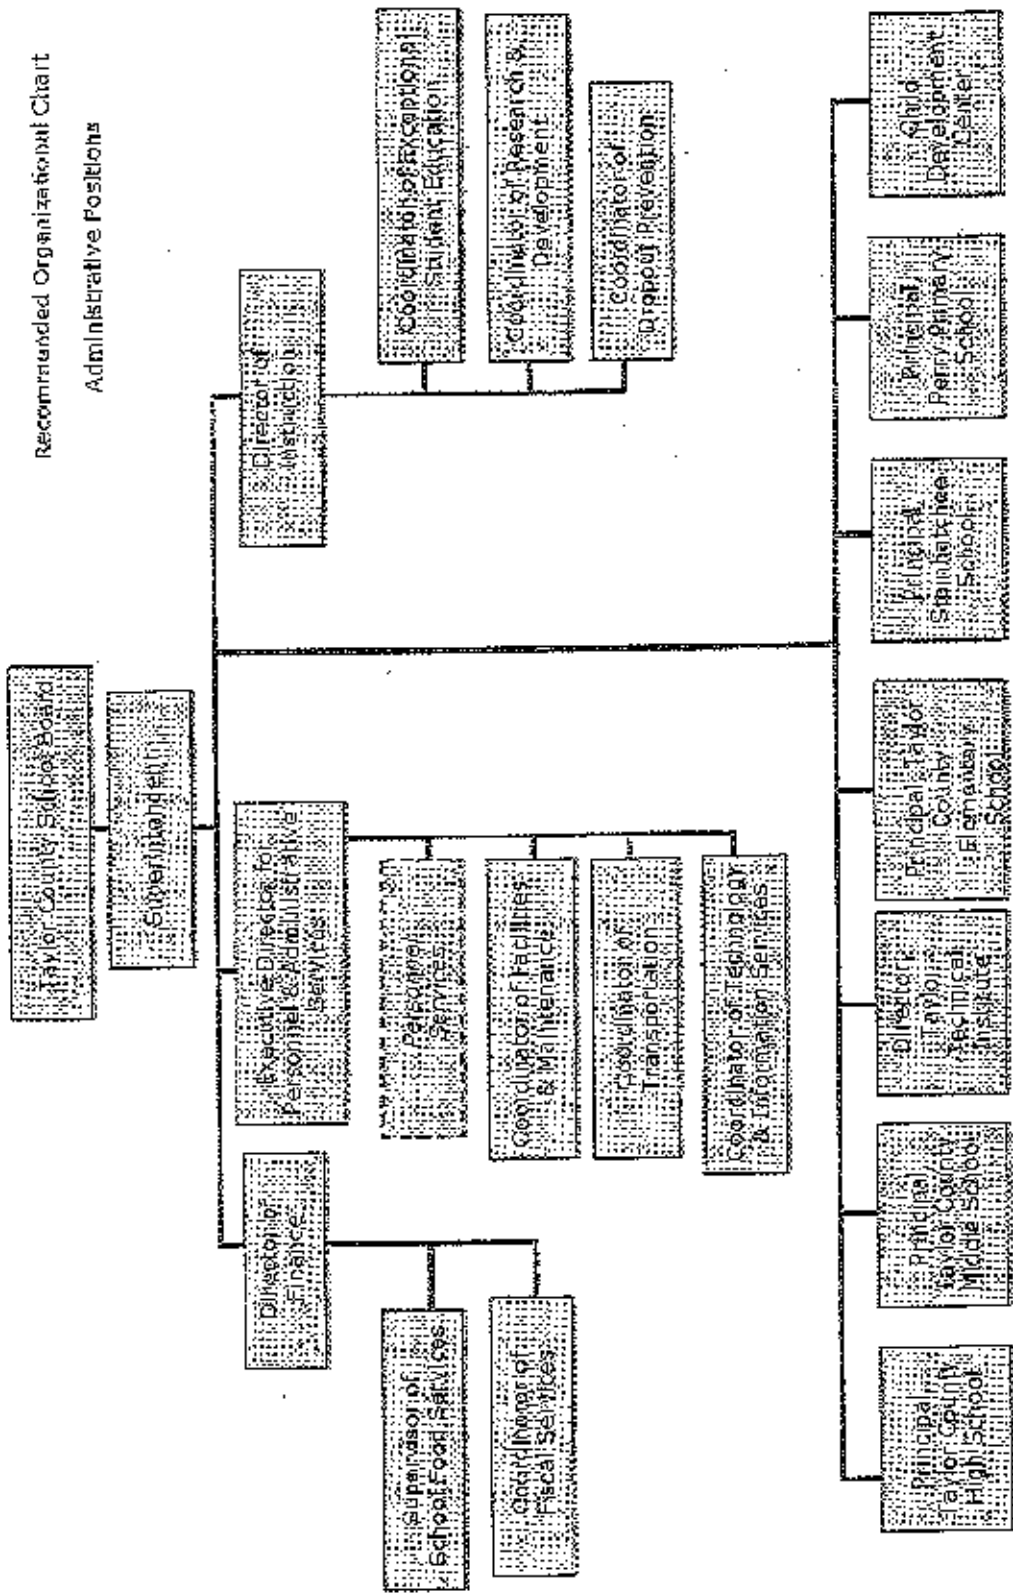 Recommended Organizational Chart
Administrative Positions
Taylor County School Board
Superintendent
Director of
Finance
Supervisor of
School Food Services
Coordinator of
Fiscal Services
Executive Director for
Personnel & Administrative
Services
Personnel
Services
Coordinator of Facilities
& Maintenance
Coordinator of
Transportation
Coordinator of Technology
& Information Services
Director of
Instruction
Coordinator of Exceptional
Student Education
Coordinator of Research &
Development
Coordinator of
Dropout Prevention
Principal
Taylor County
High School
Principal
Taylor County
Middle School
Director,
Taylor
Technical
Institute
Principal Taylor
County
Elementary
School
Principal
Steinhatchee
School
Principal
Perry Primary
School
Child
Development
Center